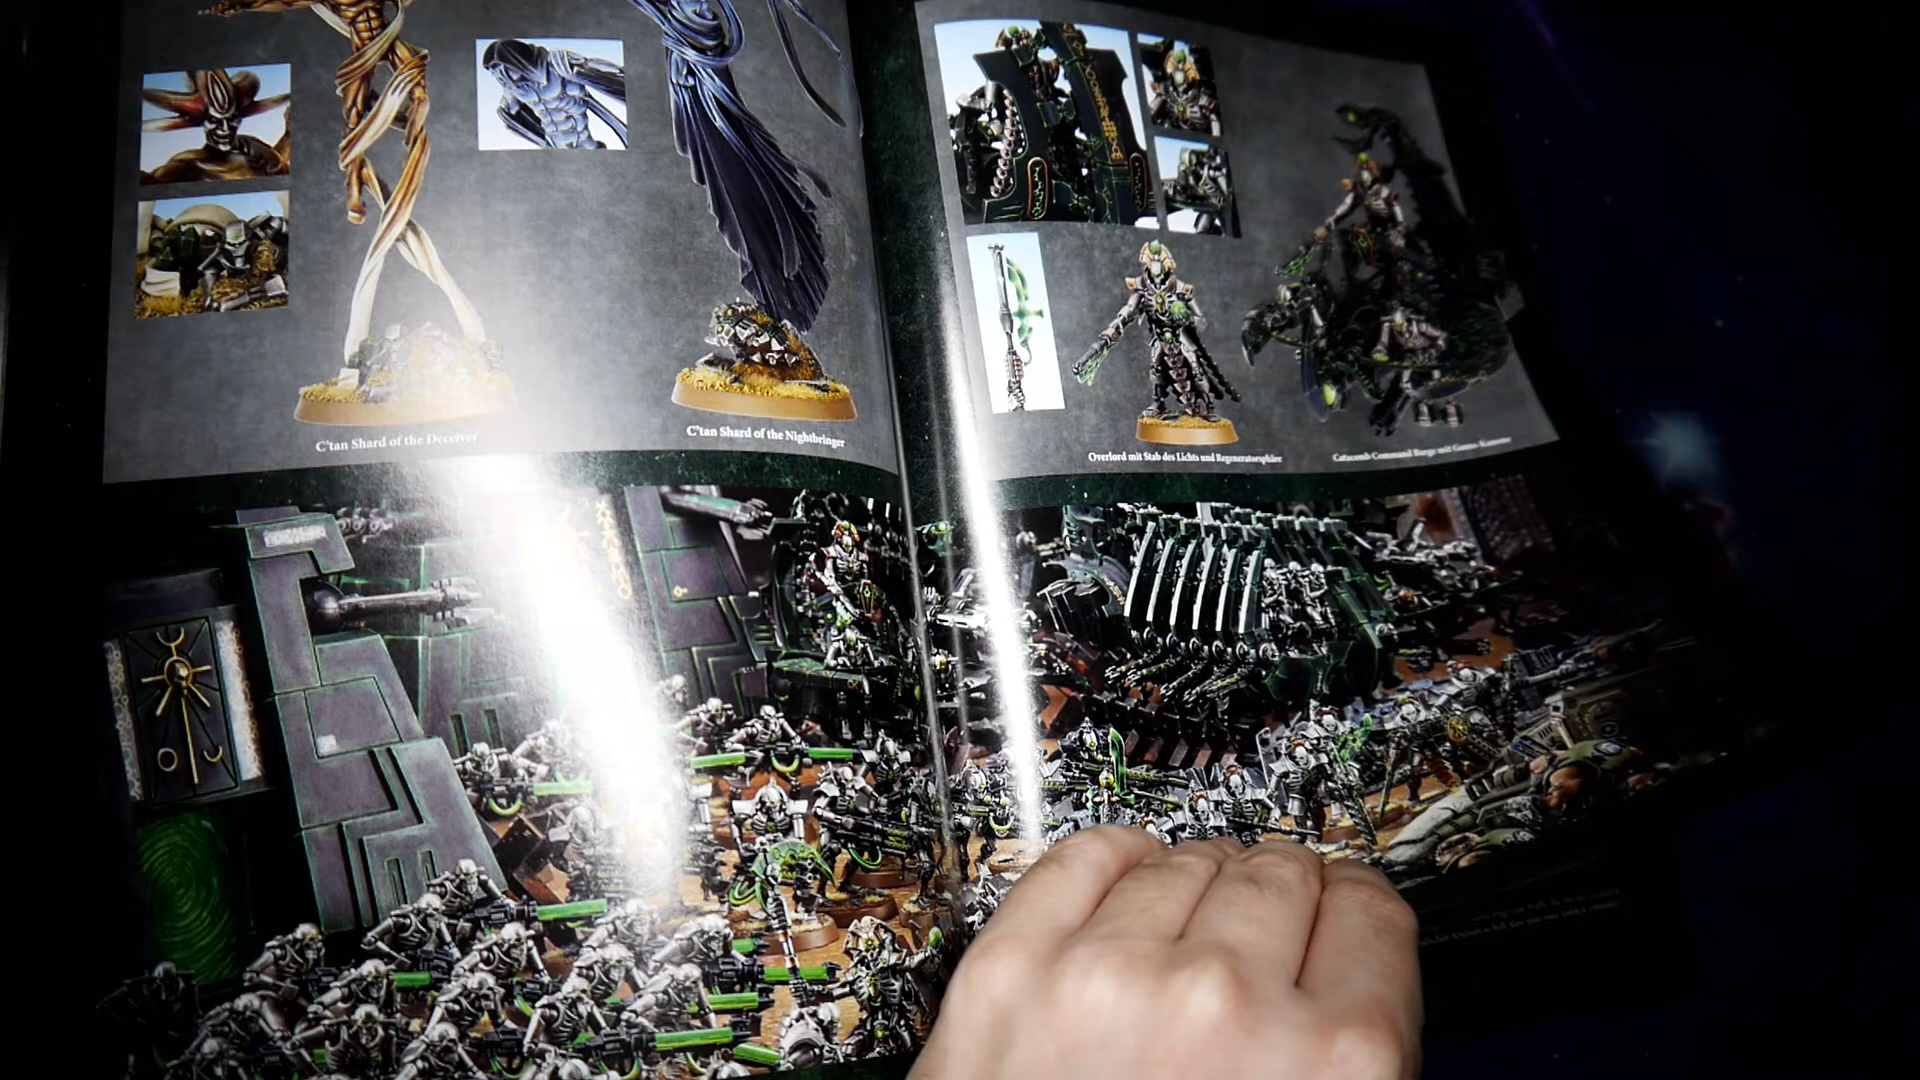 C'tan Shard of the Deceiver
C'tan Shard of the Nightbringer
Overlord mit Stab des Lichts und Regeneratorsphäre
Catacomb Command Barge mit Gauss-Kanone